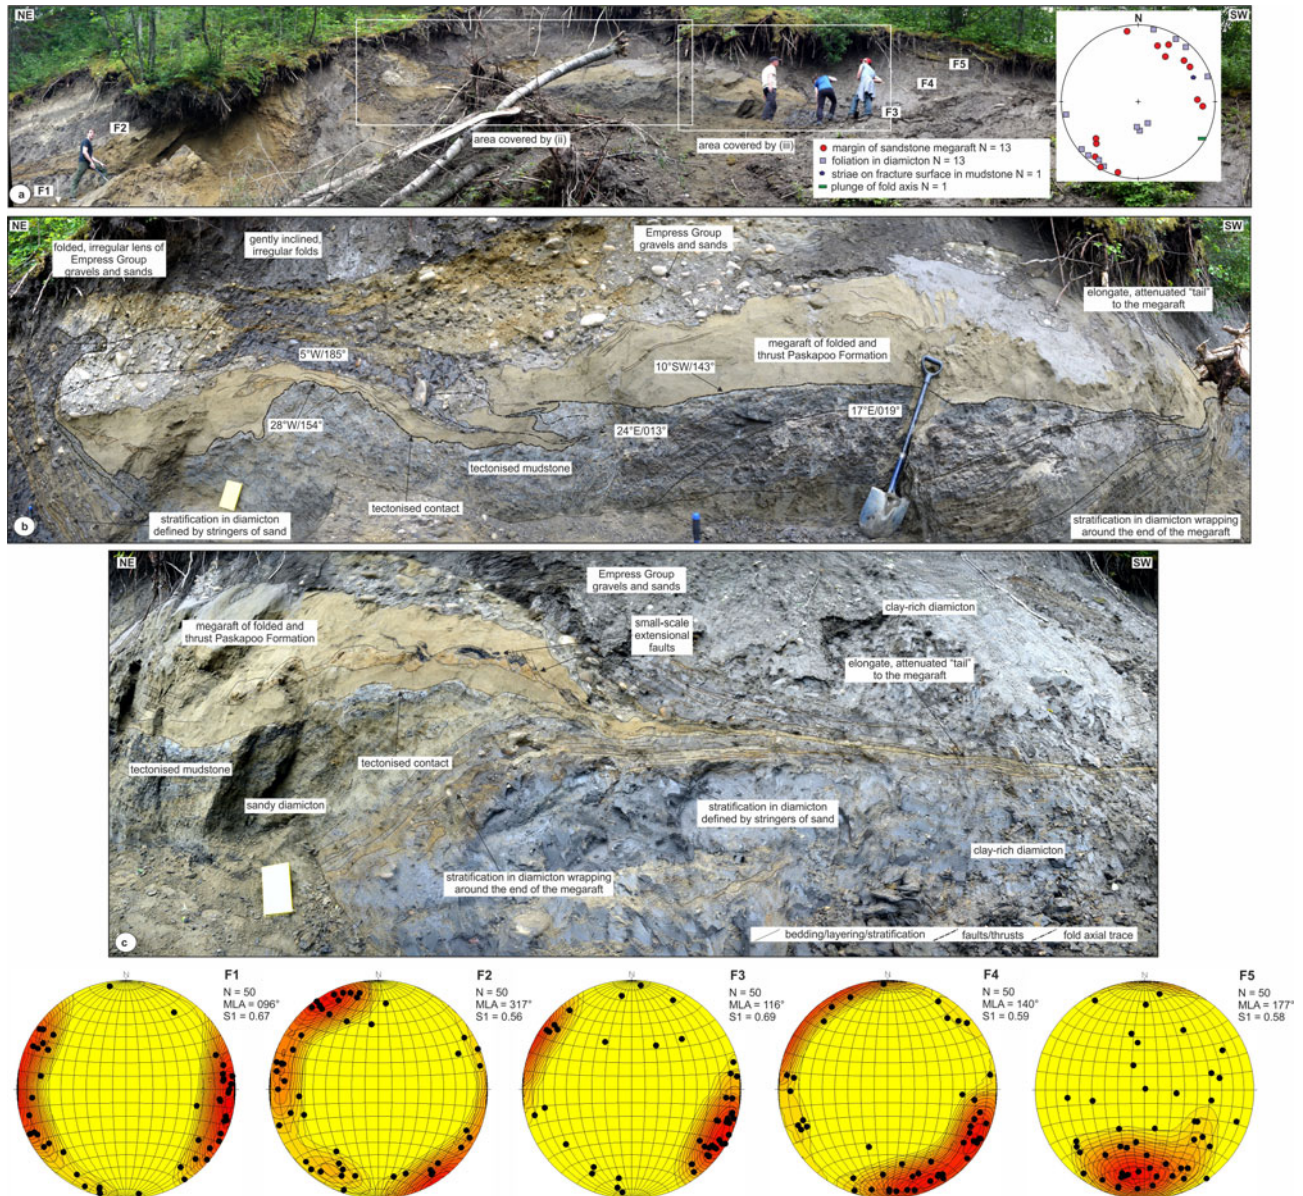 NE
SW
N
F5
F4
F2
F3
area covered by (ii)
area covered by (iii)
margin of sandstone megaraft N = 13
foliation in diamicton N = 13
striae on fracture surface in mudstone N = 1
plunge of fold axis N = 1
F1
a
NE
SW
folded, irregular lens of
Empress Group
gravels and sands
gently inclined,
irregular folds
Empress Group
gravels and sands
elongate, attenuated “tail”
to the megaraft
megaraft of folded and
thrust Paskapoo Formation
5°W/185°
10°SW/143°
17°E/019°
28°W/154°
24°E/013°
tectonised mudstone
tectonised contact
stratification in diamicton
defined by stringers of sand
stratification in diamicton wrapping
around the end of the megaraft
b
NE
SW
Empress Group
gravels and sands
clay-rich diamicton
megaraft of folded and
thrust Paskapoo Formation
small-scale
extensional
faults
elongate, attenuated “tail”
to the megaraft
tectonised mudstone
tectonised contact
sandy diamicton
stratification in diamicton
defined by stringers of sand
clay-rich diamicton
stratification in diamicton wrapping
around the end of the megaraft
c
bedding/layering/stratification
faults/thrusts
fold axial trace
N
F1
N = 50
MLA = 096°
S1 = 0.67
N
F2
N = 50
MLA = 317°
S1 = 0.56
N
F3
N = 50
MLA = 116°
S1 = 0.69
N
F4
N = 50
MLA = 140°
S1 = 0.59
N
F5
N = 50
MLA = 177°
S1 = 0.58